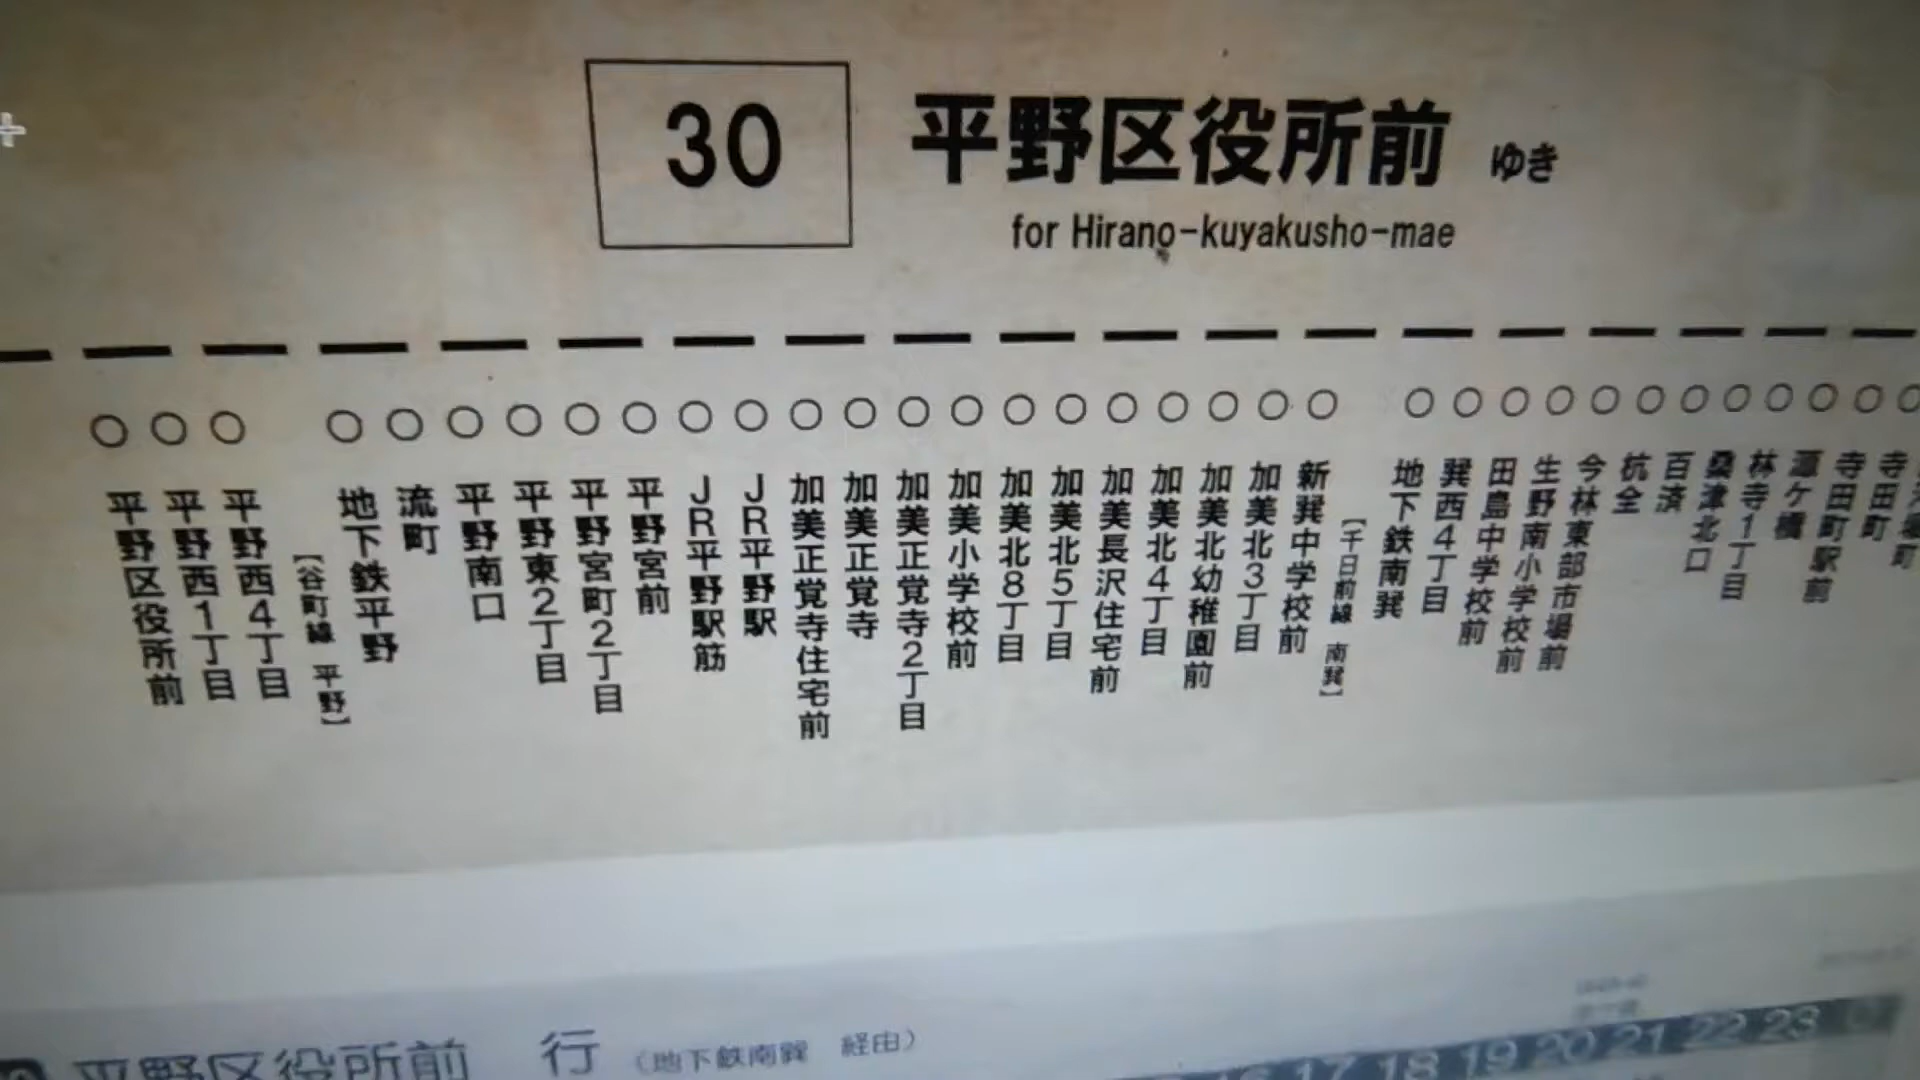 30
平野区役所前 ゆき
for Hirano-kuyakusho-mae
平野区役所前
平野西1丁目
平野西4丁目
【谷町線 平野】
地下鉄平野
流町
平野南口
平野東2丁目
平野宮町2丁目
平野宮前
JR平野駅筋
JR平野駅
加美正覚寺住宅前
加美正覚寺
加美正覚寺2丁目
加美小学校前
加美北8丁目
加美北5丁目
加美長沢住宅前
加美北4丁目
加美北幼稚園前
加美北3丁目
新巽中学校前
【千日前線 南巽】
地下鉄南巽
巽西4丁目
田島中学校前
生野南小学校前
今林東部市場前
杭全
百済
桑津北口
林寺1丁目
源ケ橋
寺田町駅前
寺田町
平野区役所前 行 (地下鉄南巽 経由)
16 17 18 19 20 21 22 23